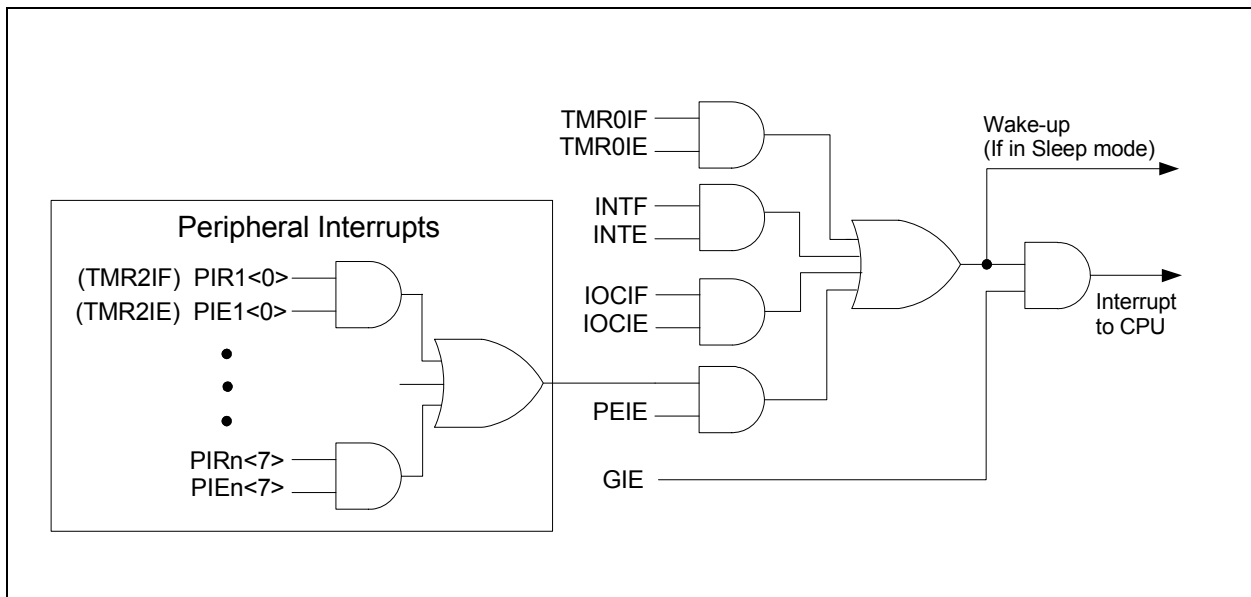 TMR0IF
TMR0IE
Wake-up
(If in Sleep mode)
INTF
INTE
Peripheral Interrupts
(TMR2IF) PIR1<0>
(TMR2IE) PIE1<0>
IOCIF
IOCIE
Interrupt
to CPU
PEIE
PIRn<7>
PIEn<7>
GIE